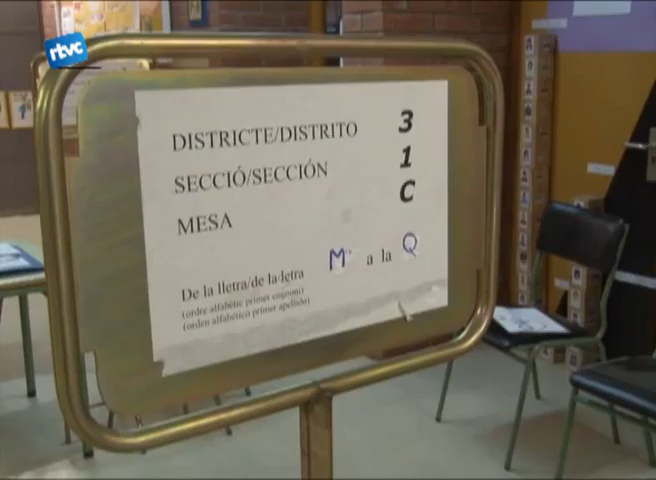 rtvc
DISTRICTE/DISTRITO 3
SECCIÓ/SECCIÓN 1
MESA C
De la lletra/de la letra M a la Q
(ordre alfabètic primer cognom)
(orden alfabético primer apellido)